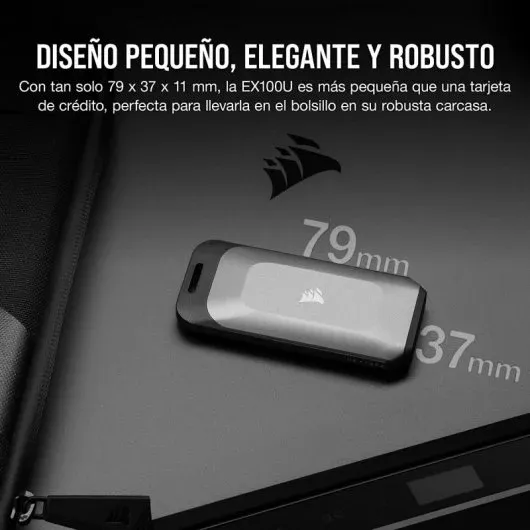 DISEÑO PEQUEÑO, ELEGANTE Y ROBUSTO
Con tan solo 79 x 37 x 11 mm, la EX100U es más pequeña que una tarjeta
de crédito, perfecta para llevarla en el bolsillo en su robusta carcasa.
79mm
37mm